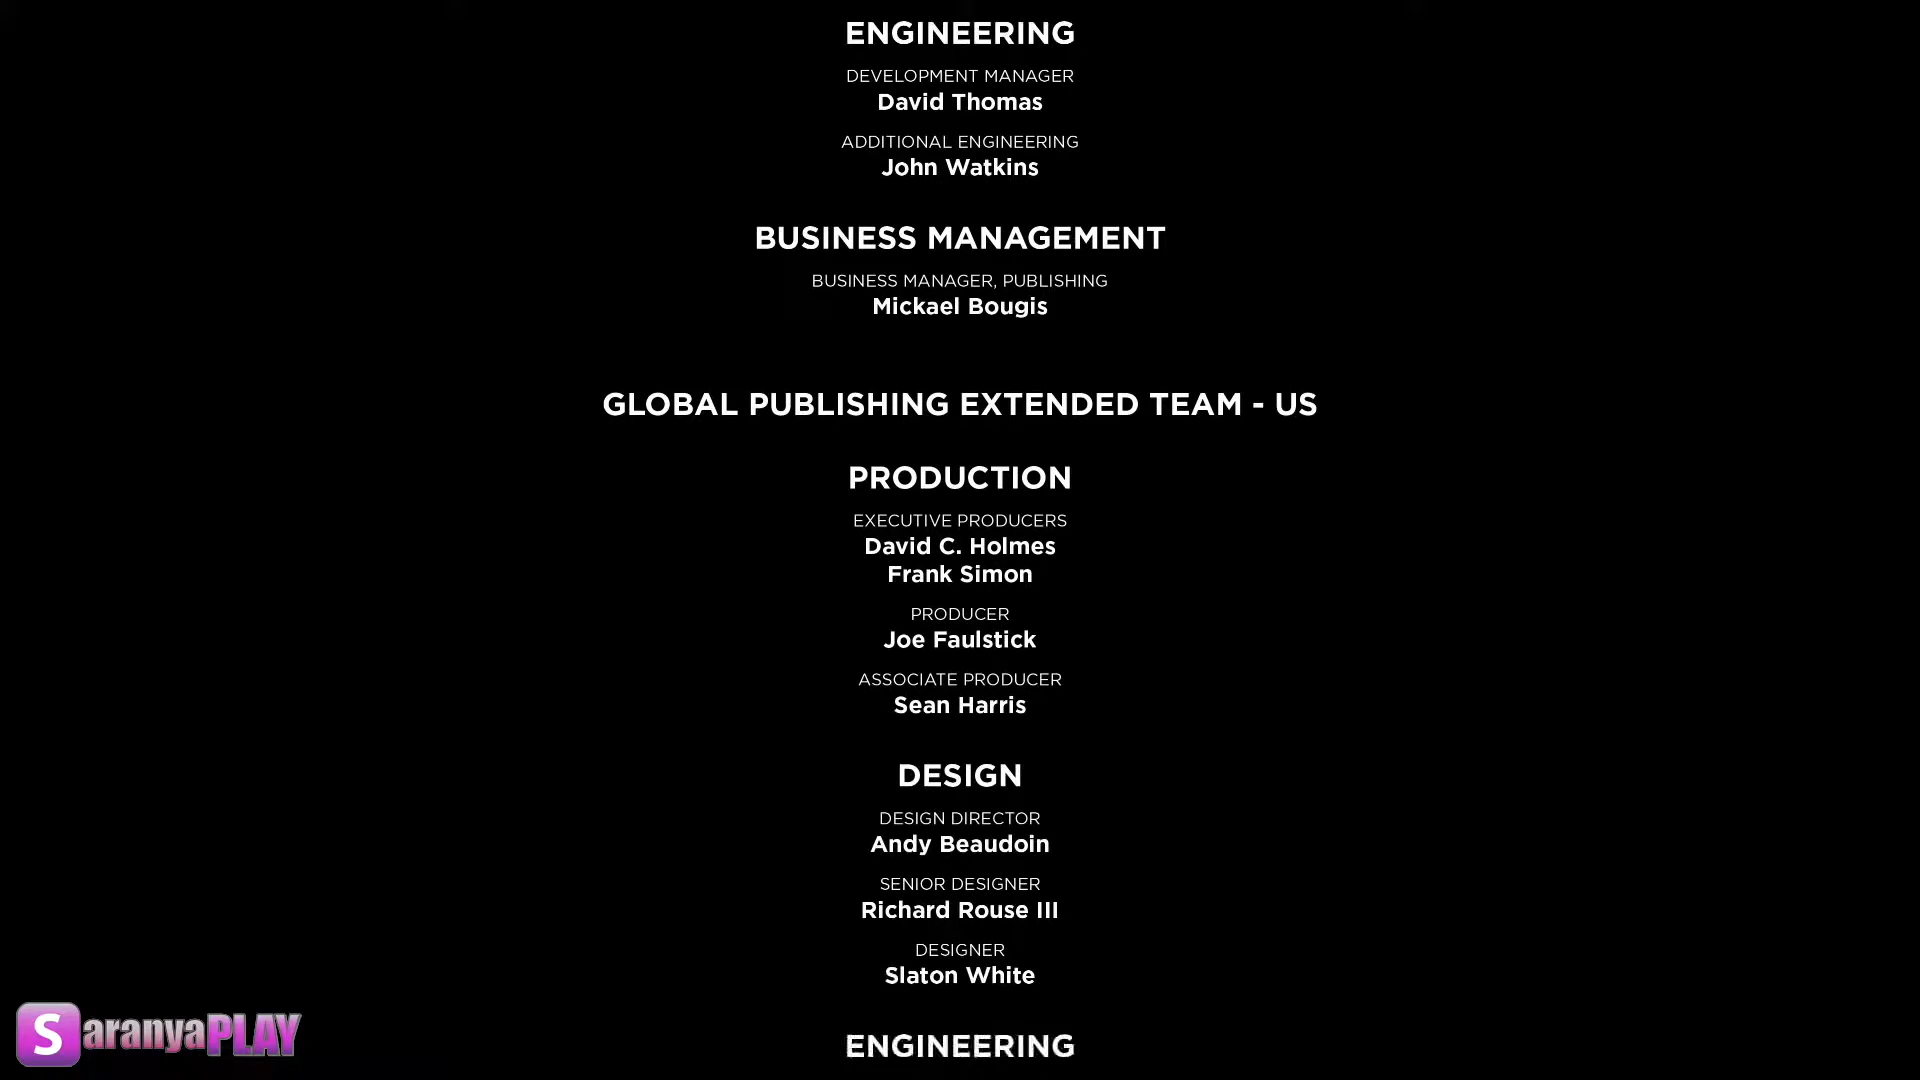 ENGINEERING
DEVELOPMENT MANAGER
David Thomas
ADDITIONAL ENGINEERING
John Watkins
BUSINESS MANAGEMENT
BUSINESS MANAGER, PUBLISHING
Mickael Bougis
GLOBAL PUBLISHING EXTENDED TEAM - US
PRODUCTION
EXECUTIVE PRODUCERS
David C. Holmes
Frank Simon
PRODUCER
Joe Faulstick
ASSOCIATE PRODUCER
Sean Harris
DESIGN
DESIGN DIRECTOR
Andy Beaudoin
SENIOR DESIGNER
Richard Rouse III
DESIGNER
Slaton White
SaranyaPLAY
ENGINEERING